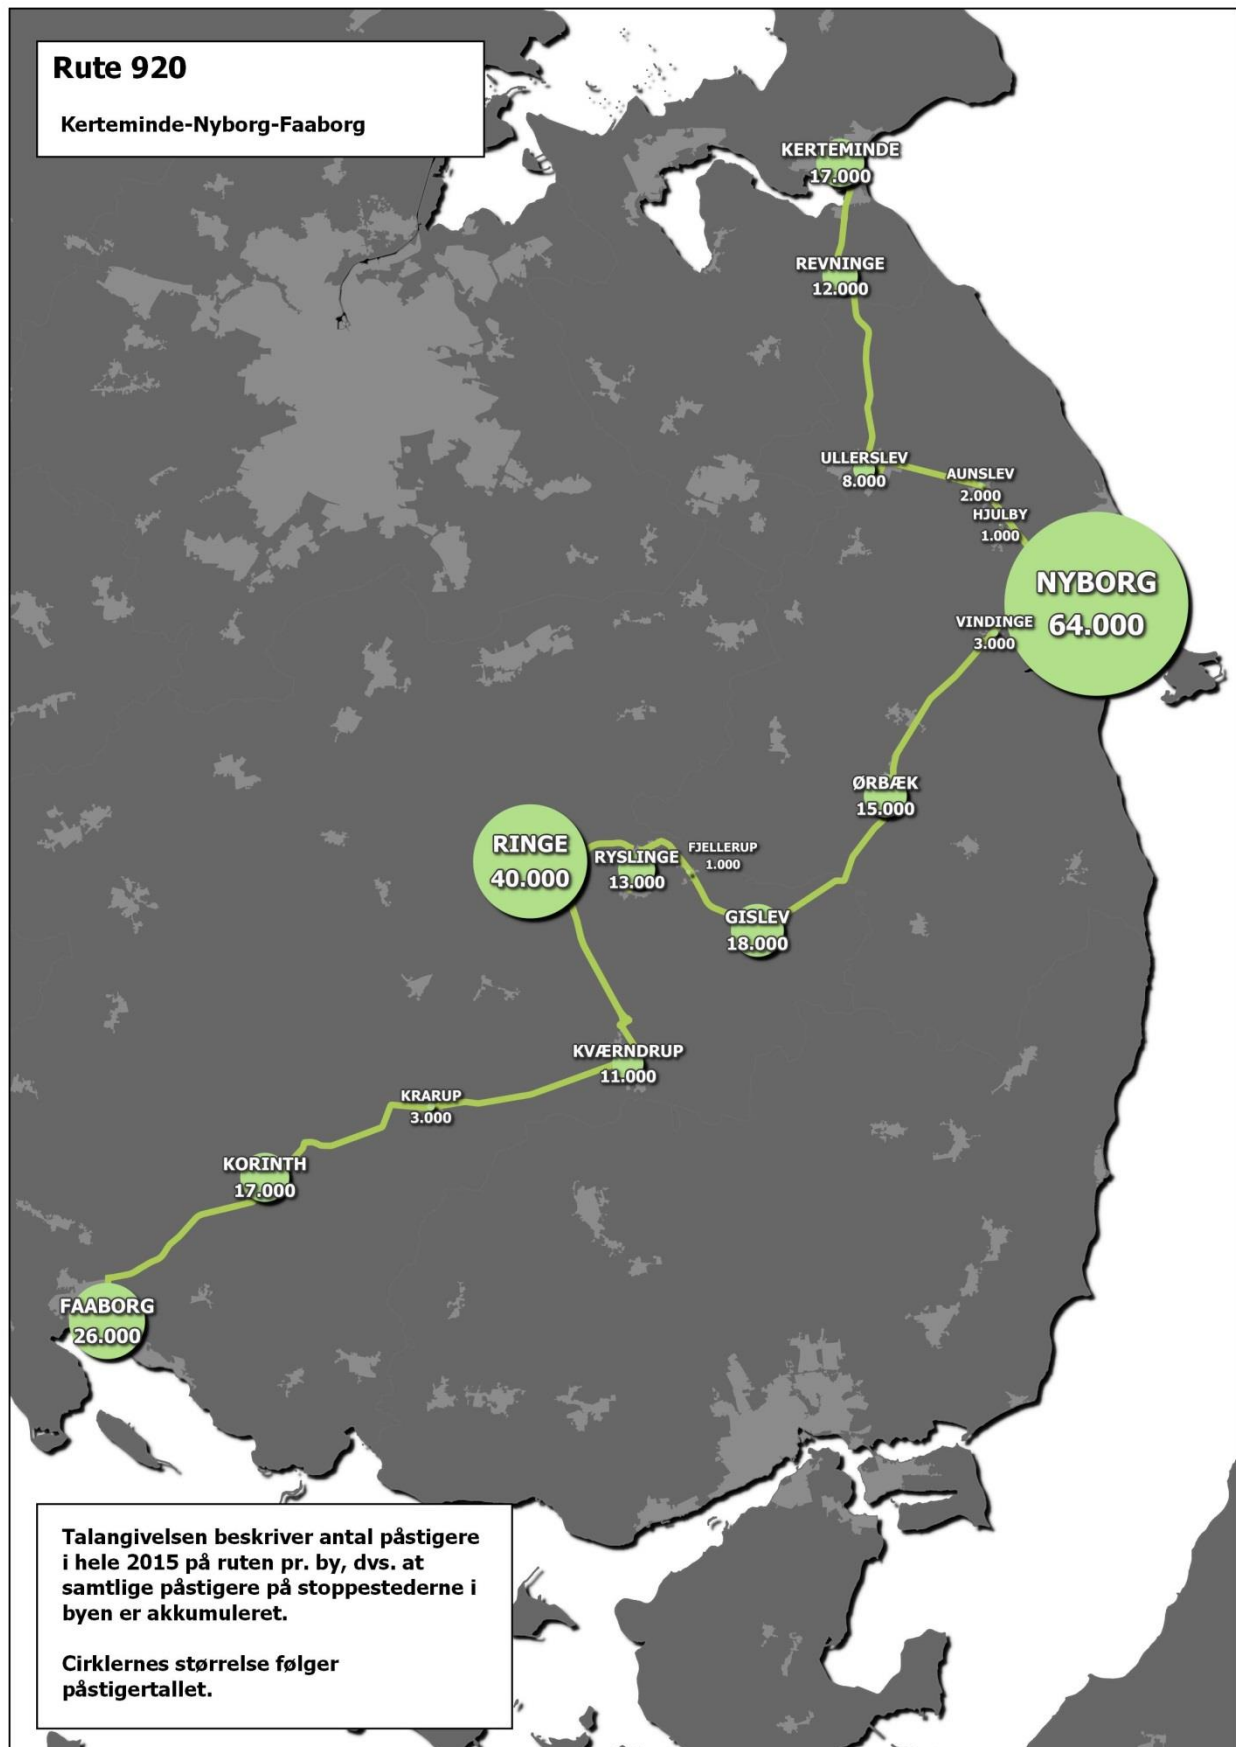 Rute 920
Kerteminde-Nyborg-Faaborg
KERTEMINDE
17.000
REVNINGE
12.000
ULLERSLEV
8.000
AUNSLEV
2.000
HJULBY
1.000
NYBORG
64.000
VINDINGE
3.000
ØRBÆK
15.000
RINGE
40.000
RYSLINGE
13.000
FJELLERUP
1.000
GISLEV
18.000
KVÆRNDRUP
11.000
KRARUP
3.000
KORINTH
17.000
FAABORG
26.000
Talangivelsen beskriver antal påstigere
i hele 2015 på ruten pr. by, dvs. at
samtlige påstigere på stoppestederne i
byen er akkumuleret.
Cirklernes størrelse følger
påstigertallet.